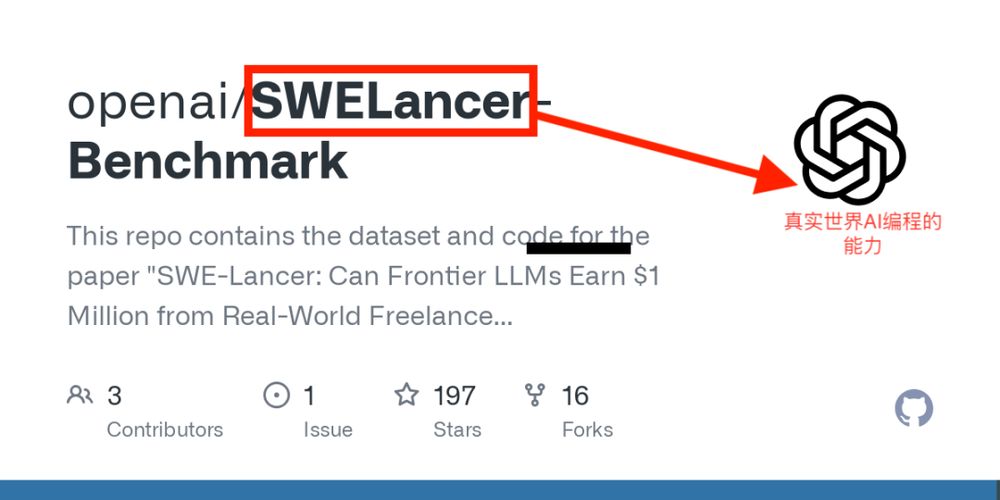 openai/SWELancer-
Benchmark
This repo contains the dataset and code for the
paper "SWE-Lancer: Can Frontier LLMs Earn $1
Million from Real-World Freelance...
3
Contributors
1
Issue
197
Stars
16
Forks
真实世界AI编程的
能力